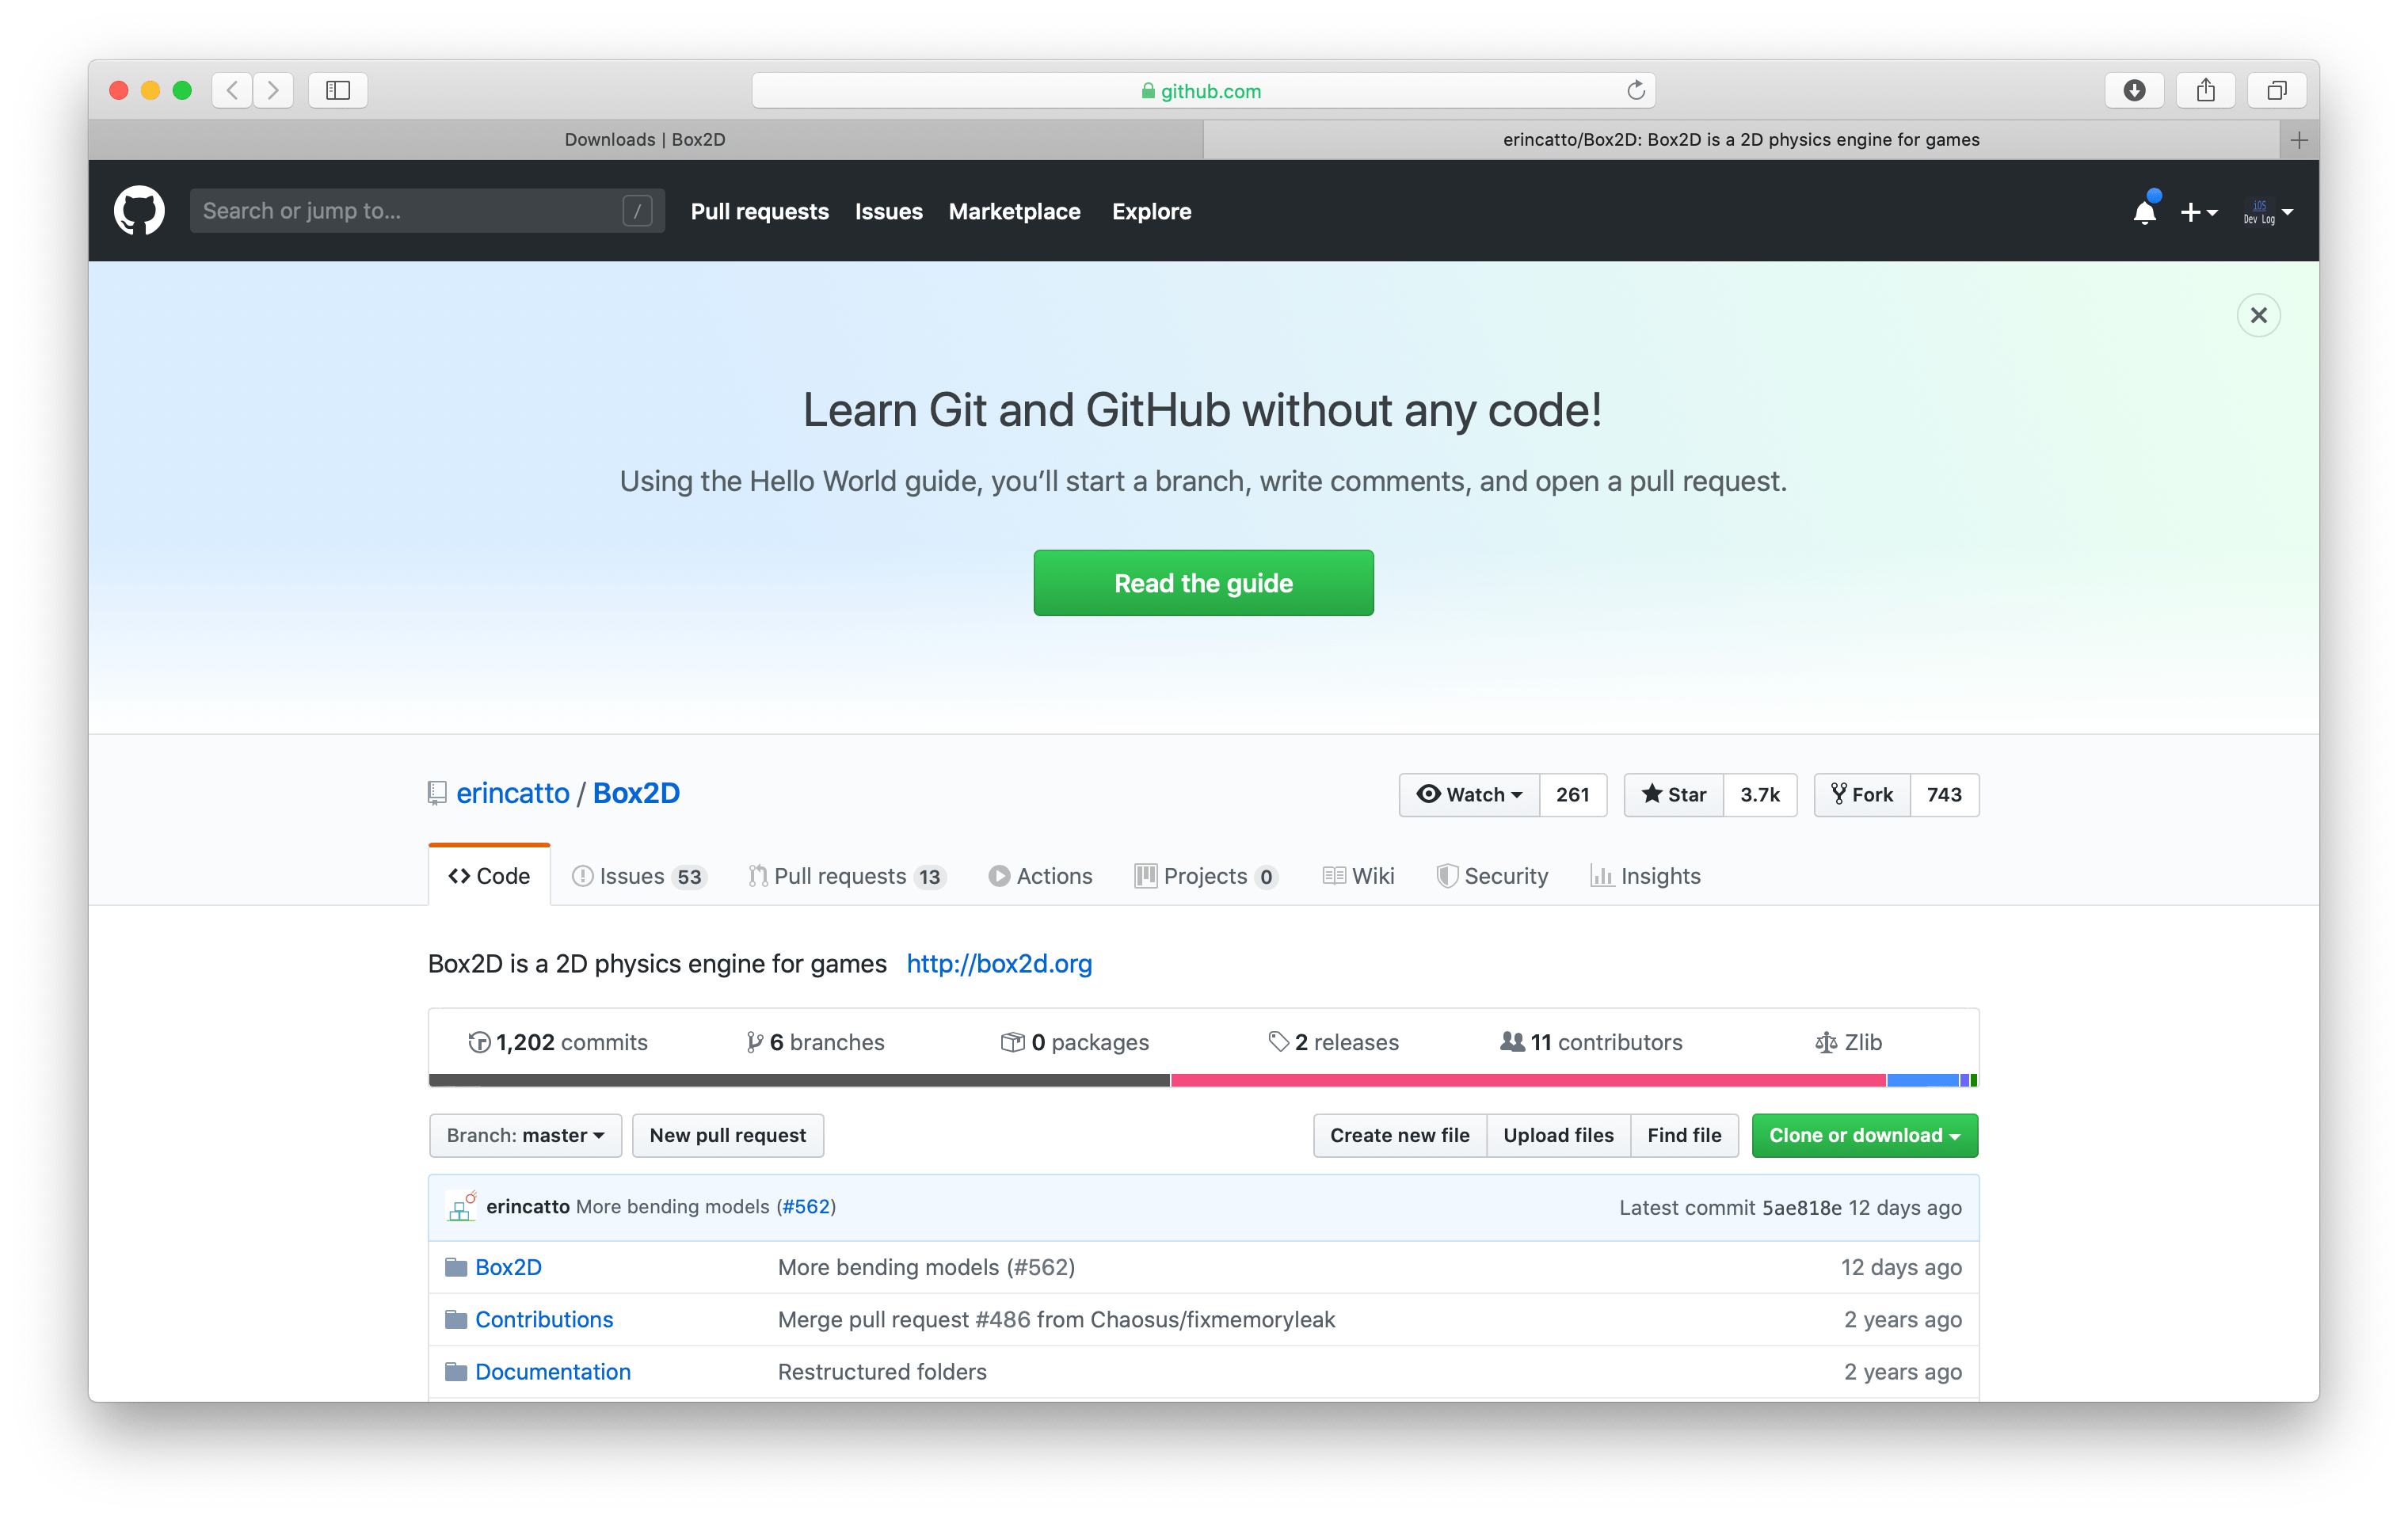 github.com
Downloads | Box2D
erincatto/Box2D: Box2D is a 2D physics engine for games
Search or jump to... /
Pull requests Issues Marketplace Explore
iOS
Dev Log
Learn Git and GitHub without any code!
Using the Hello World guide, you’ll start a branch, write comments, and open a pull request.
Read the guide
erincatto / Box2D
Watch 261 Star 3.7k Fork 743
Code Issues 53 Pull requests 13 Actions Projects 0 Wiki Security Insights
Box2D is a 2D physics engine for games http://box2d.org
1,202 commits 6 branches 0 packages 2 releases 11 contributors Zlib
Branch: master New pull request Create new file Upload files Find file Clone or download
erincatto More bending models (#562) Latest commit 5ae818e 12 days ago
Box2D More bending models (#562) 12 days ago
Contributions Merge pull request #486 from Chaosus/fixmemoryleak 2 years ago
Documentation Restructured folders 2 years ago